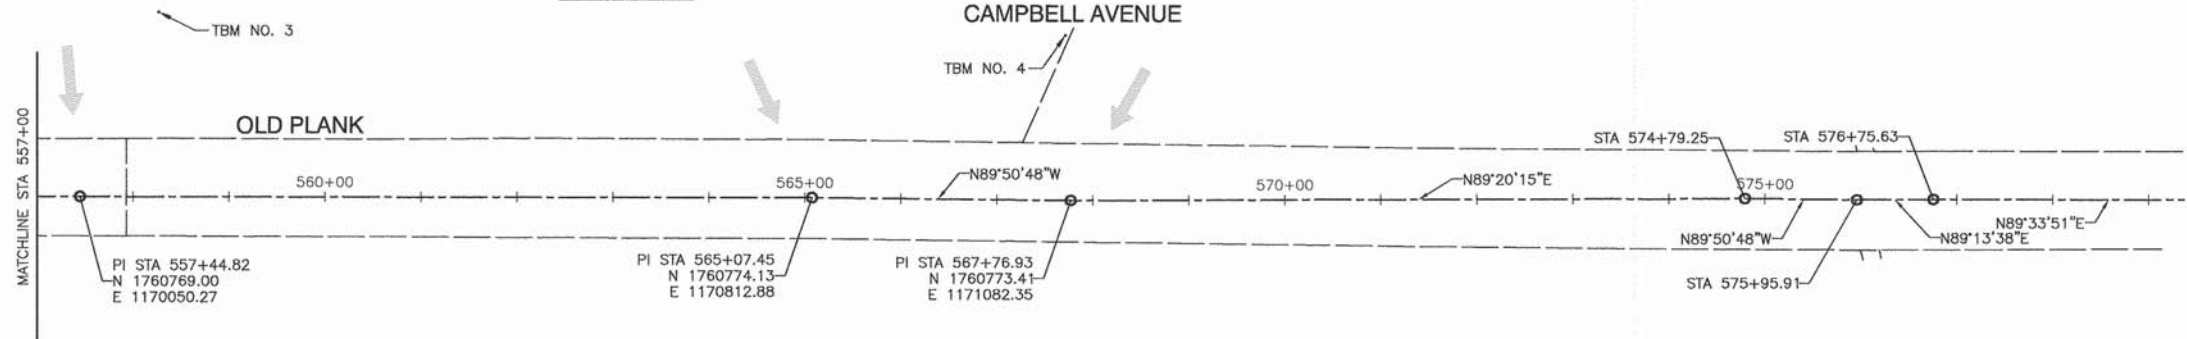 CAMPBELL AVENUE
TBM NO. 3
TBM NO. 4
MATCHLINE STA 557+00
OLD PLANK
STA 574+79.25
STA 576+75.63
560+00
565+00
N89°50'48"W
570+00
N89°20'15"E
575+00
N89°50'48"W
N89°13'38"E
N89°33'51"E
PI STA 557+44.82
N 1760769.00
E 1170050.27
PI STA 565+07.45
N 1760774.13
E 1170812.88
PI STA 567+76.93
N 1760773.41
E 1171082.35
STA 575+95.91